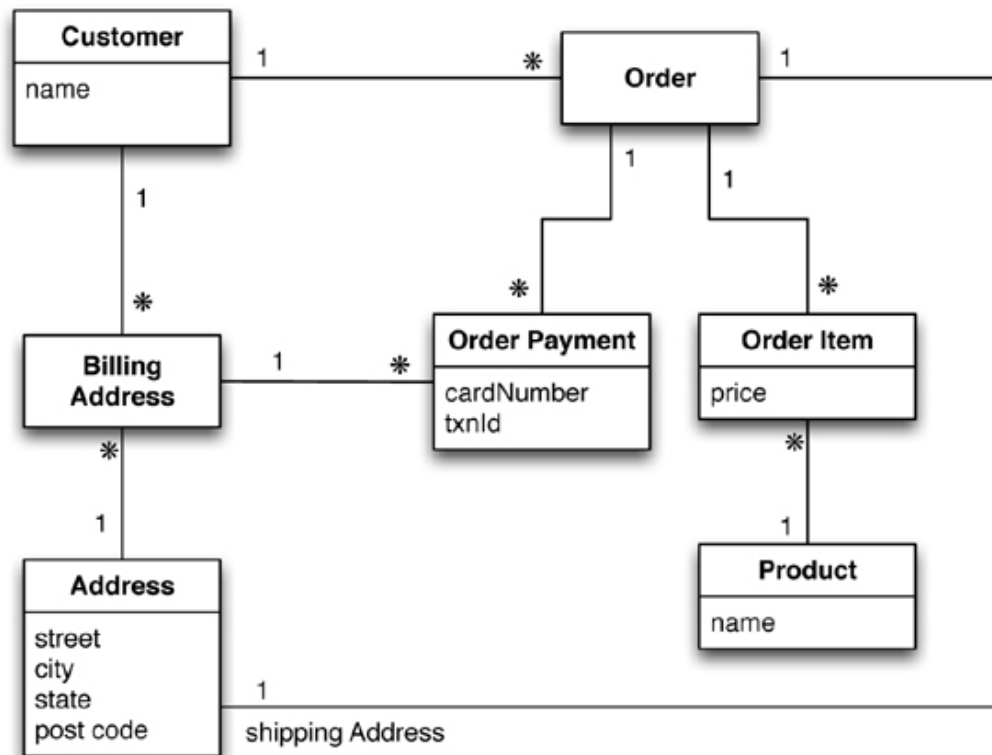 Customer
name
1
*
Order
1
1
*
1
*
1
*
Billing
Address
1
*
Order Payment
cardNumber
txnId
Order Item
price
*
1
*
1
Address
street
city
state
post code
Product
name
1
shipping Address